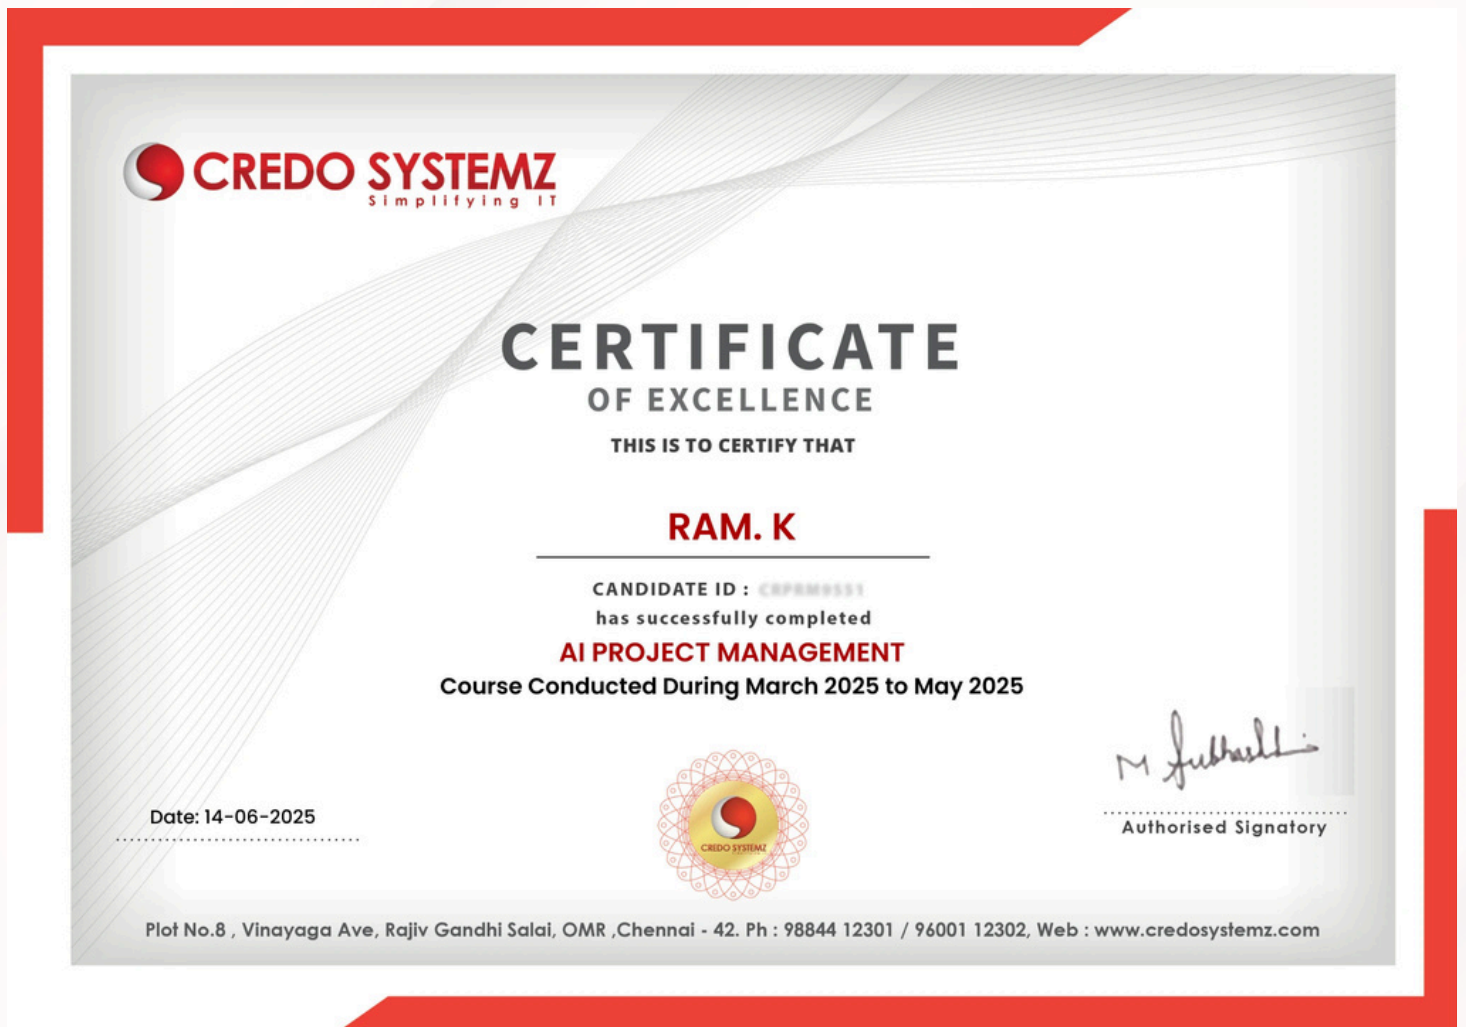 CREDO SYSTEMZ
Simplifying IT
CERTIFICATE
OF EXCELLENCE
THIS IS TO CERTIFY THAT
RAM. K
CANDIDATE ID :
has successfully completed
AI PROJECT MANAGEMENT
Course Conducted During March 2025 to May 2025
Date: 14-06-2025
CREDO SYSTEMZ
Authorised Signatory
Plot No.8 , Vinayaga Ave, Rajiv Gandhi Salai, OMR ,Chennai - 42. Ph : 98844 12301 / 96001 12302, Web : www.credosystemz.com